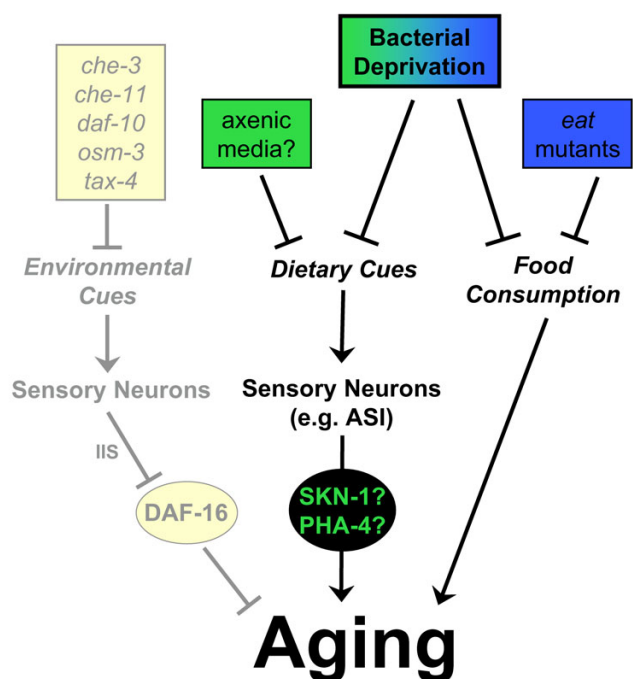 Bacterial
Deprivation
che-3
che-11
daf-10
osm-3
tax-4
axenic
media?
eat
mutants
Environmental
Cues
Dietary Cues
Food
Consumption
Sensory Neurons
Sensory Neurons
(e.g. ASI)
IIS
DAF-16
SKN-1?
PHA-4?
Aging